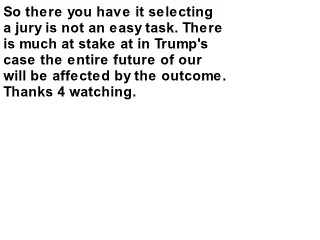 So there you have it selecting
a jury is not an easy task. There
is much at stake at in Trump's
case the entire future of our
will be affected by the outcome.
Thanks 4 watching.